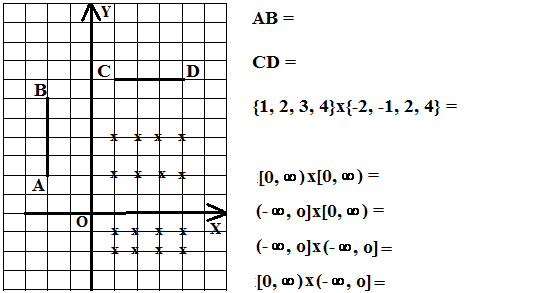 Y
AB =
C D
CD =
B
{1, 2, 3, 4}x{-2, -1, 2, 4} =
x x x x
x x x x
[0, ∞)x[0, ∞) =
A
(-∞, o]x[0, ∞) =
O X
x x x x
(-∞, o]x(-∞, o]=
x x x x
[0, ∞)x(-∞, o]=